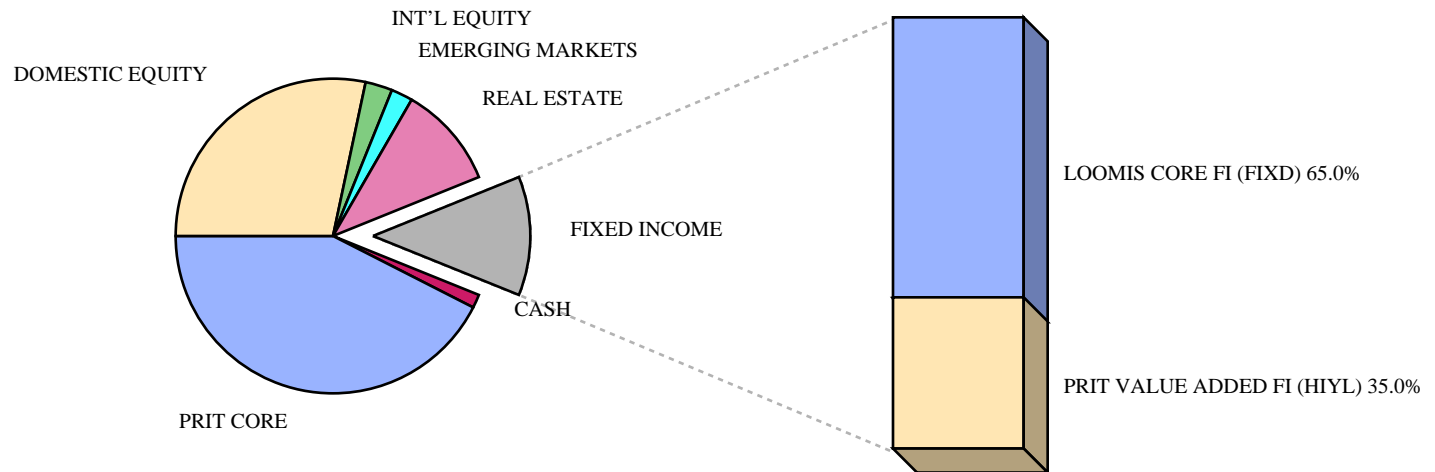 INT'L EQUITY
EMERGING MARKETS
DOMESTIC EQUITY
REAL ESTATE
LOOMIS CORE FI (FIXD) 65.0%
FIXED INCOME
CASH
PRIT VALUE ADDED FI (HIYL) 35.0%
PRIT CORE